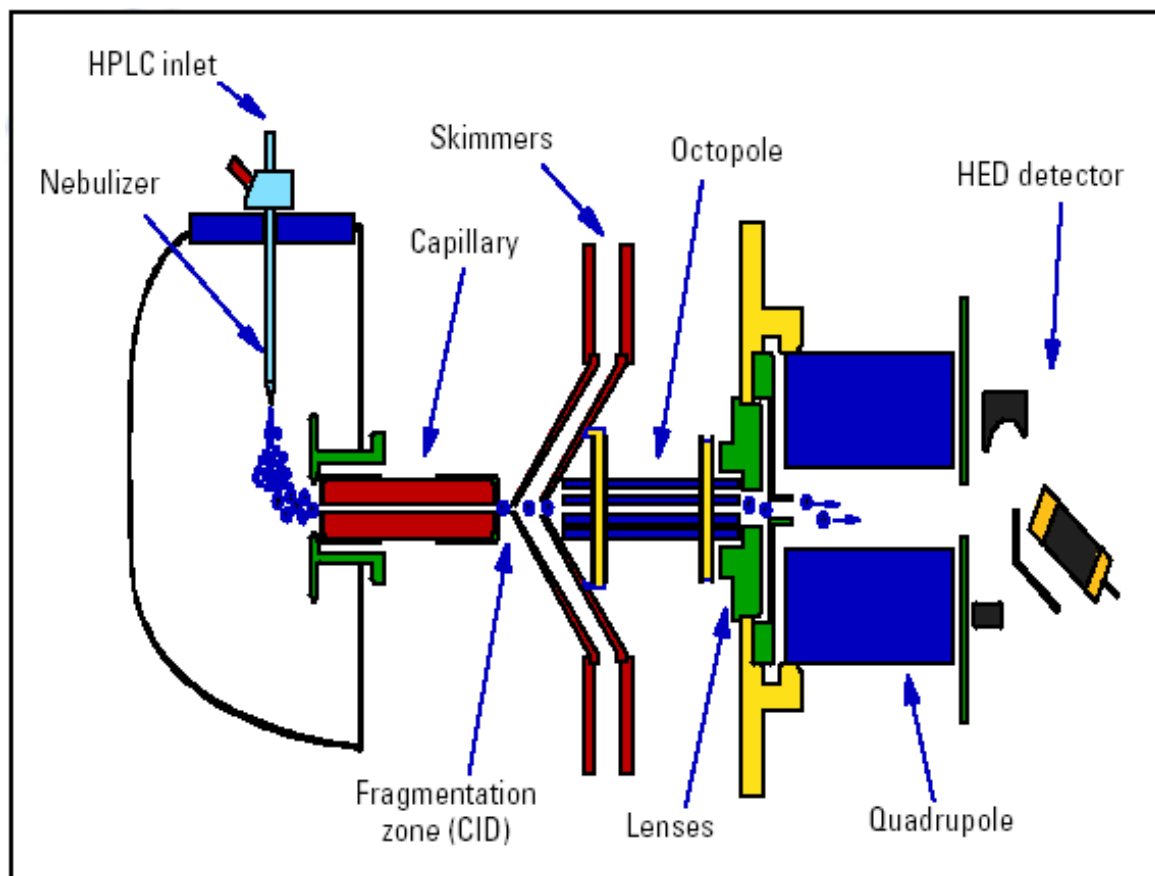 HPLC inlet
Nebulizer
Capillary
Skimmers
Octopole
HED detector
Fragmentation
zone (CID)
Lenses
Quadrupole